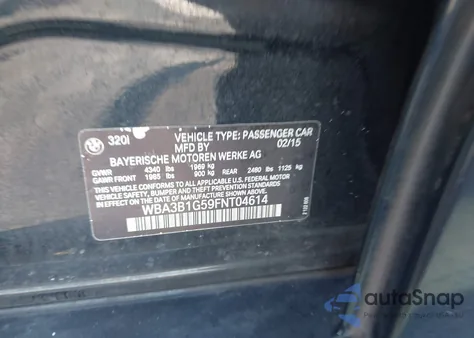 320i VEHICLE TYPE: PASSENGER CAR
MFD BY 02/15
BAYERISCHE MOTOREN WERKE AG
GVWR 4340 lbs 1969 kg
GAWR FRONT 1985 lbs 900 kg REAR 2480 lbs 1125 kg
THIS VEHICLE CONFORMS TO ALL APPLICABLE U.S. FEDERAL MOTOR
VEHICLE SAFETY, BUMPER, AND THEFT PREVENTION STANDARDS
IN EFFECT ON THE DATE OF MANUFACTURE SHOWN ABOVE.
WBA3B1G59FNT04614
autoSnap